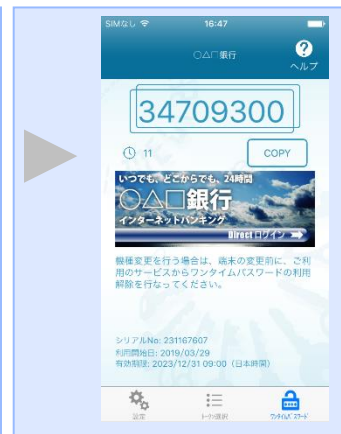 SIMなし 16:47
○△□銀行
?
ヘルプ
34709300
11
COPY
いつでも、どこからでも、24時間
○△□銀行
インターネットバンキング
Direct ログイン
機種変更を行う場合は、端末の変更前に、ご利
用のサービスからワンタイムパスワードの利用
解除を行なってください。
シリアルNo: 231167607
利用開始日: 2019/03/29
有効期限: 2023/12/31 09:00（日本時間）
設定
トークン選択
ワンタイムパスワード